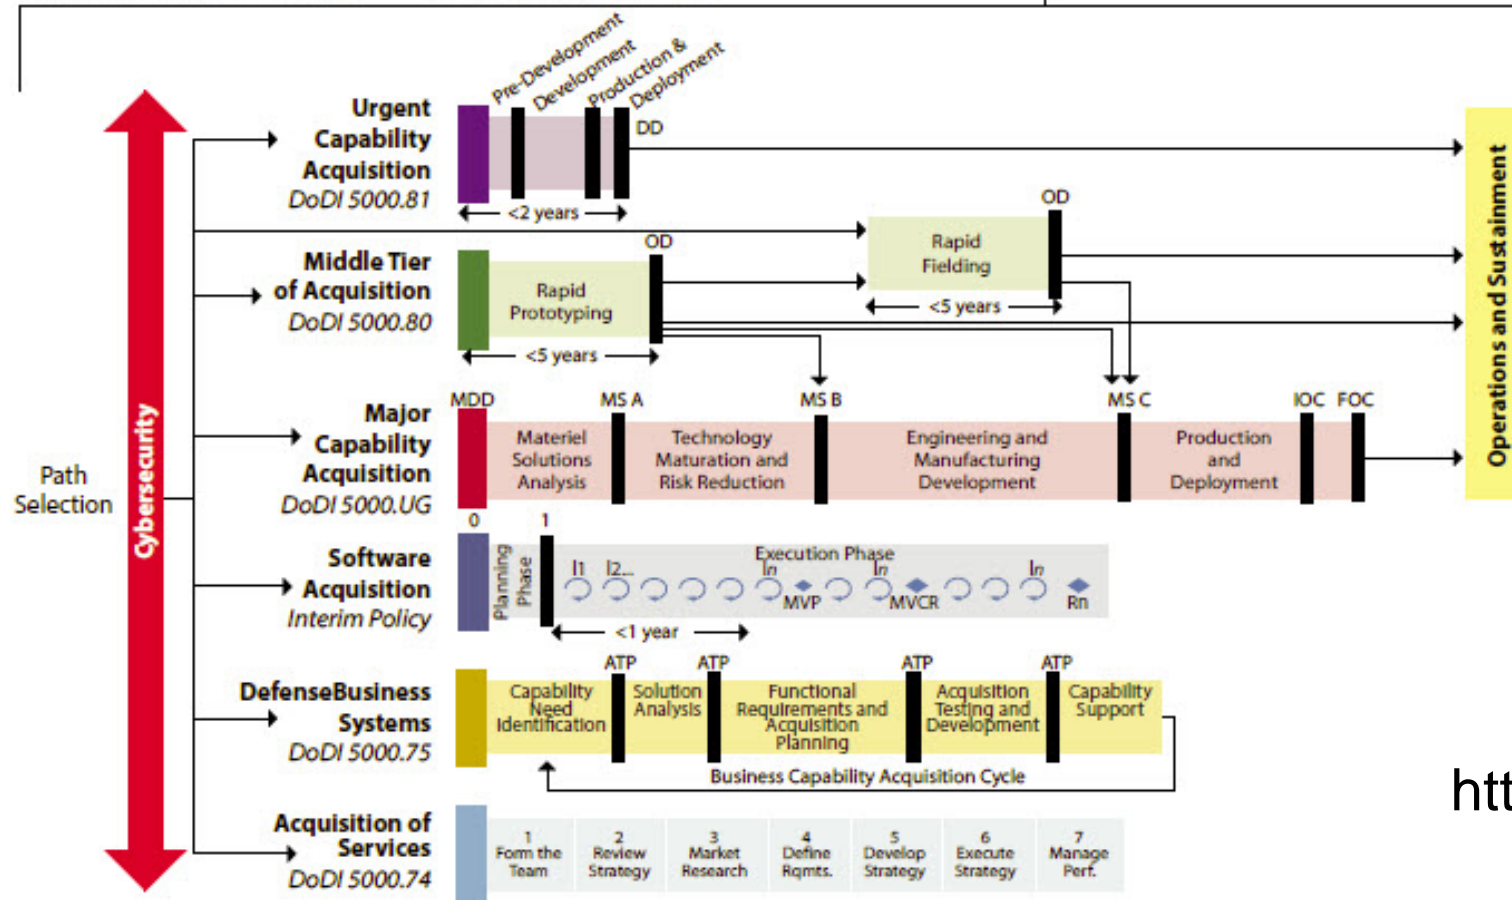 Pre-Development
Development
Production &
Deployment
Urgent
Capability
Acquisition
DoDI 5000.81
DD
<2 years
OD
Rapid
Fielding
<5 years
Middle Tier
of Acquisition
DoDI 5000.80
OD
Rapid
Prototyping
<5 years
Operations and Sustainment
Path
Selection
Cybersecurity
Major
Capability
Acquisition
DoDI 5000.UG
MDD
MS A
MS B
MS C
IOC
FOC
Materiel
Solutions
Analysis
Technology
Maturation and
Risk Reduction
Engineering and
Manufacturing
Development
Production
and
Deployment
Software
Acquisition
Interim Policy
0
1
Planning
Phase
Execution Phase
I1
I2...
In
In
In
MVP
MVCR
Rn
<1 year
DefenseBusiness
Systems
DoDI 5000.75
ATP
ATP
ATP
ATP
Capability
Need
Identification
Solution
Analysis
Functional
Requirements and
Acquisition
Planning
Acquisition
Testing and
Development
Capability
Support
Business Capability Acquisition Cycle
htt
Acquisition of
Services
DoDI 5000.74
1
Form the
Team
2
Review
Strategy
3
Market
Research
4
Define
Rqmts.
5
Develop
Strategy
6
Execute
Strategy
7
Manage
Perf.